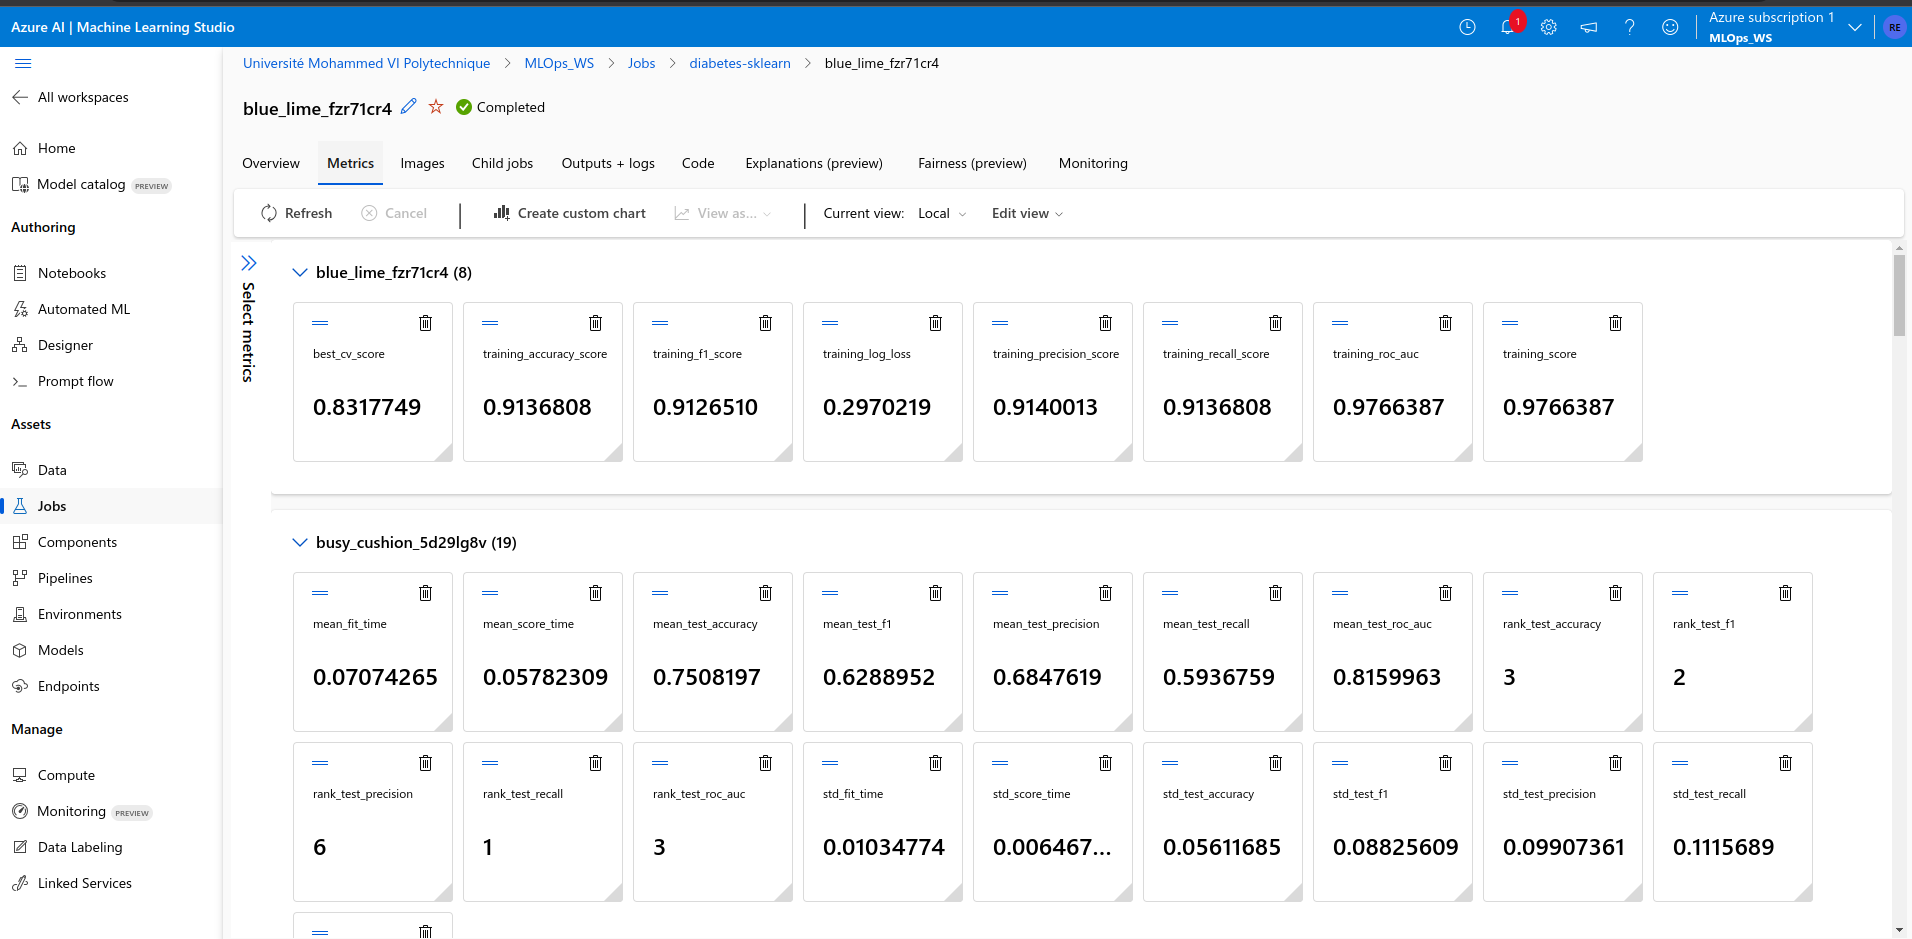 Azure AI | Machine Learning Studio
1
Azure subscription 1
MLOps_WS
RE
Université Mohammed VI Polytechnique > MLOps_WS > Jobs > diabetes-sklearn > blue_lime_fzr71cr4
All workspaces
Home
Model catalog PREVIEW
Authoring
Notebooks
Automated ML
Designer
Prompt flow
Assets
Data
Jobs
Components
Pipelines
Environments
Models
Endpoints
Manage
Compute
Monitoring PREVIEW
Data Labeling
Linked Services
blue_lime_fzr71cr4 Completed
Overview Metrics Images Child jobs Outputs + logs Code Explanations (preview) Fairness (preview) Monitoring
Refresh Cancel Create custom chart View as... Current view: Local Edit view
Select metrics
blue_lime_fzr71cr4 (8)
best_cv_score training_accuracy_score training_f1_score training_log_loss training_precision_score training_recall_score training_roc_auc training_score
0.8317749 0.9136808 0.9126510 0.2970219 0.9140013 0.9136808 0.9766387 0.9766387
busy_cushion_5d29lg8v (19)
mean_fit_time mean_score_time mean_test_accuracy mean_test_f1 mean_test_precision mean_test_recall mean_test_roc_auc rank_test_accuracy rank_test_f1
0.07074265 0.05782309 0.7508197 0.6288952 0.6847619 0.5936759 0.8159963 3 2
rank_test_precision rank_test_recall rank_test_roc_auc std_fit_time std_score_time std_test_accuracy std_test_f1 std_test_precision std_test_recall
6 1 3 0.01034774 0.006467... 0.05611685 0.08825609 0.09907361 0.1115689